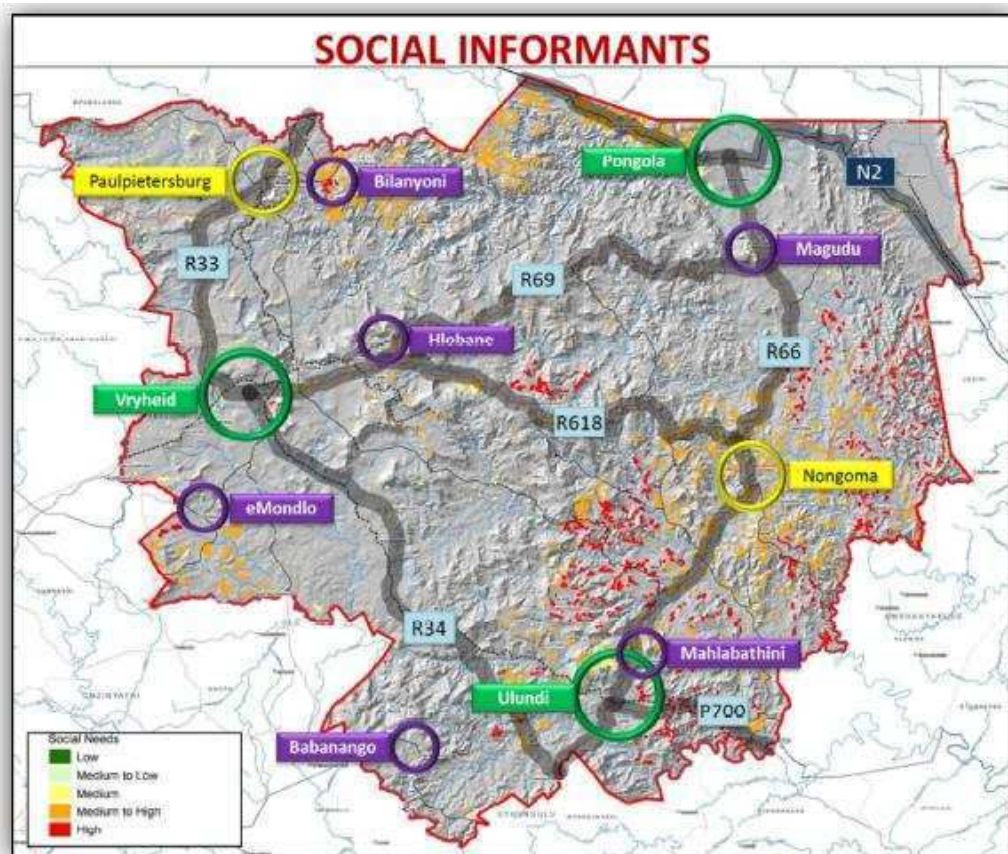 SOCIAL INFORMANTS
Pongola
N2
Paulpietersburg
Bilanyoni
Magudu
R33
R69
Hlobane
R66
Vryheid
R618
Nongoma
eMondlo
R34
Mahlabathini
Ulundi
P700
Babanango
Social Needs
Low
Medium to Low
Medium
Medium to High
High